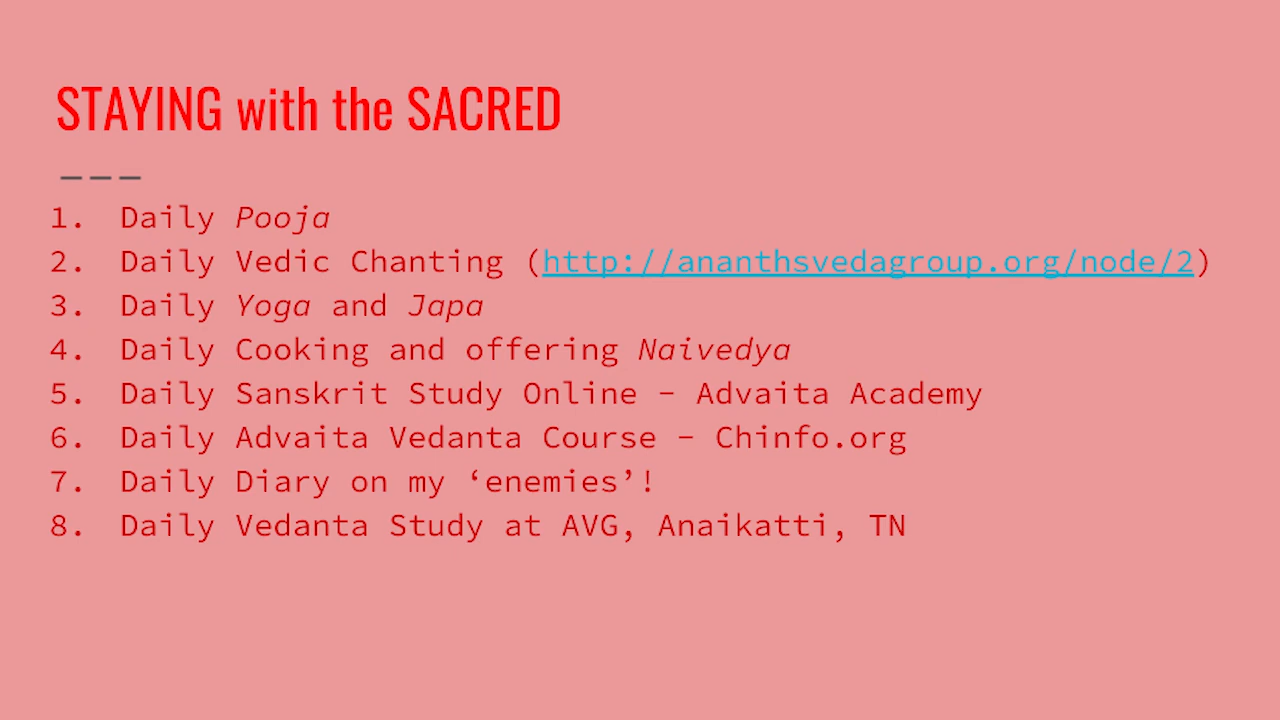 STAYING with the SACRED
1. Daily Pooja
2. Daily Vedic Chanting (http://ananthsvedagroup.org/node/2)
3. Daily Yoga and Japa
4. Daily Cooking and offering Naivedya
5. Daily Sanskrit Study Online – Advaita Academy
6. Daily Advaita Vedanta Course – Chinfo.org
7. Daily Diary on my ‘enemies’!
8. Daily Vedanta Study at AVG, Anaikatti, TN